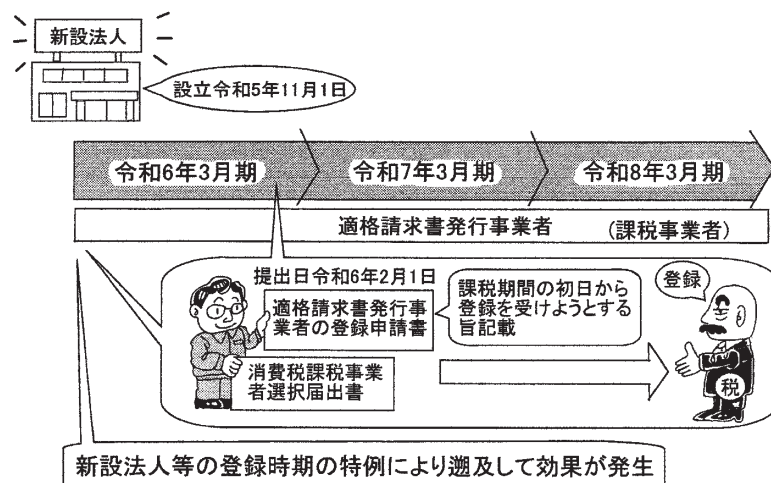 新設法人
設立令和5年11月1日
令和6年3月期
令和7年3月期
令和8年3月期
適格請求書発行事業者 (課税事業者)
提出日令和6年2月1日
適格請求書発行事
業者の登録申請書
課税期間の初日から
登録を受けようとする
旨記載
登録
消費税課税事業
者選択届出書
税
新設法人等の登録時期の特例により遡及して効果が発生